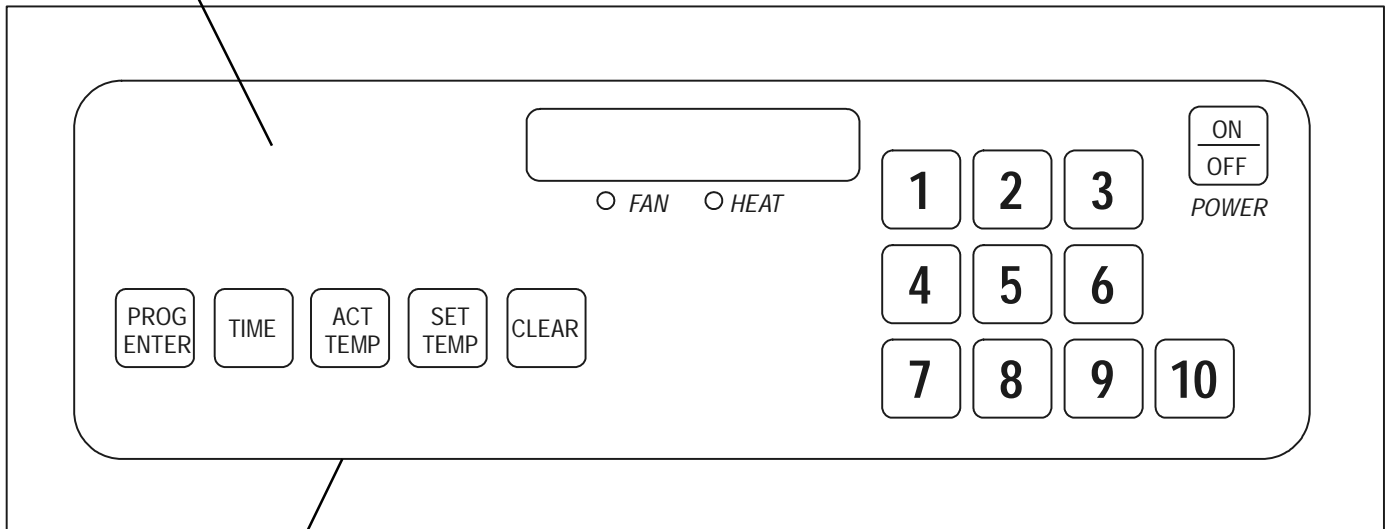 ON
OFF
POWER
FAN HEAT
1 2 3
4 5 6
PROG
ENTER
TIME
ACT
TEMP
SET
TEMP
CLEAR
7 8 9 10